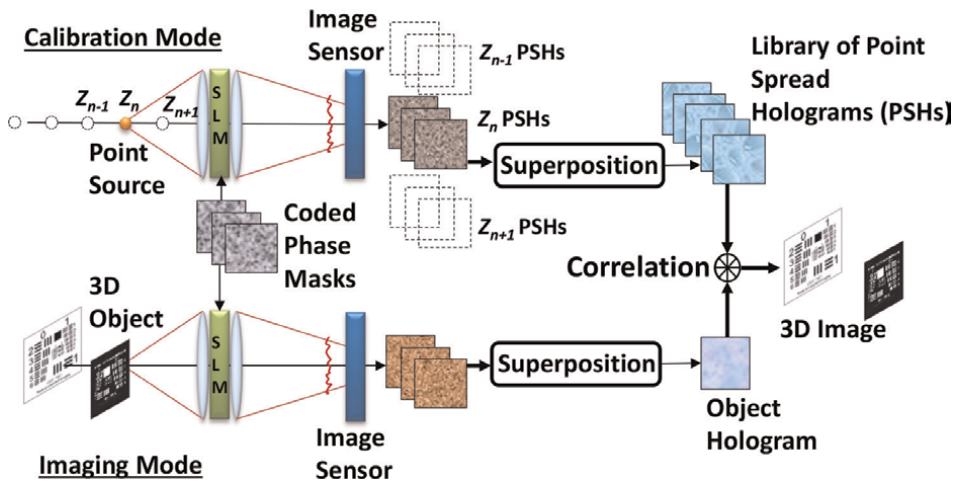 Calibration Mode
Image
Sensor
Z_{n-1} PSHs
Library of Point
Spread
Holograms (PSHs)
Z_{n-1} Z_n Z_{n+1}
S
L
M
Z_n PSHs
Point
Source
Superposition
Z_{n+1} PSHs
Coded
Phase
Masks
Correlation
3D
Object
3D Image
S
L
M
Superposition
Object
Hologram
Image
Sensor
Imaging Mode